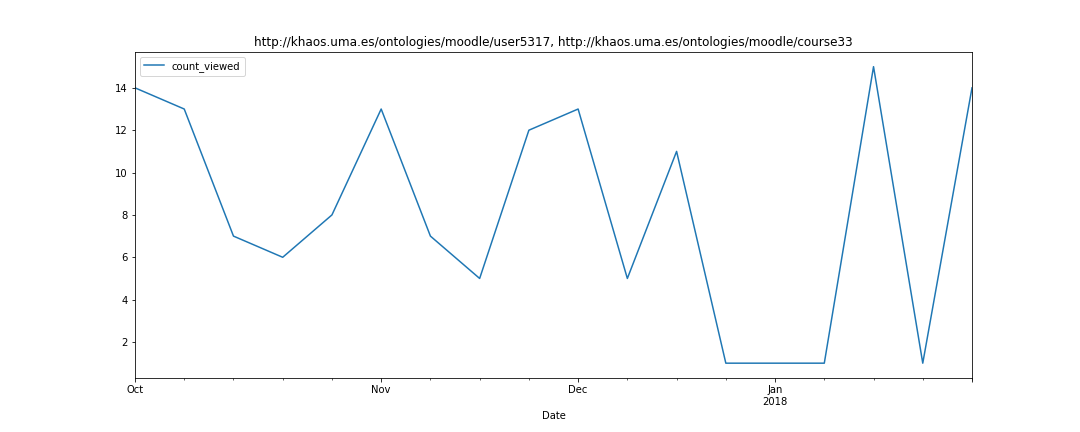 http://khaos.uma.es/ontologies/moodle/user5317, http://khaos.uma.es/ontologies/moodle/course33
count_viewed
14
12
10
8
6
4
2
Oct Nov Dec Jan
2018
Date